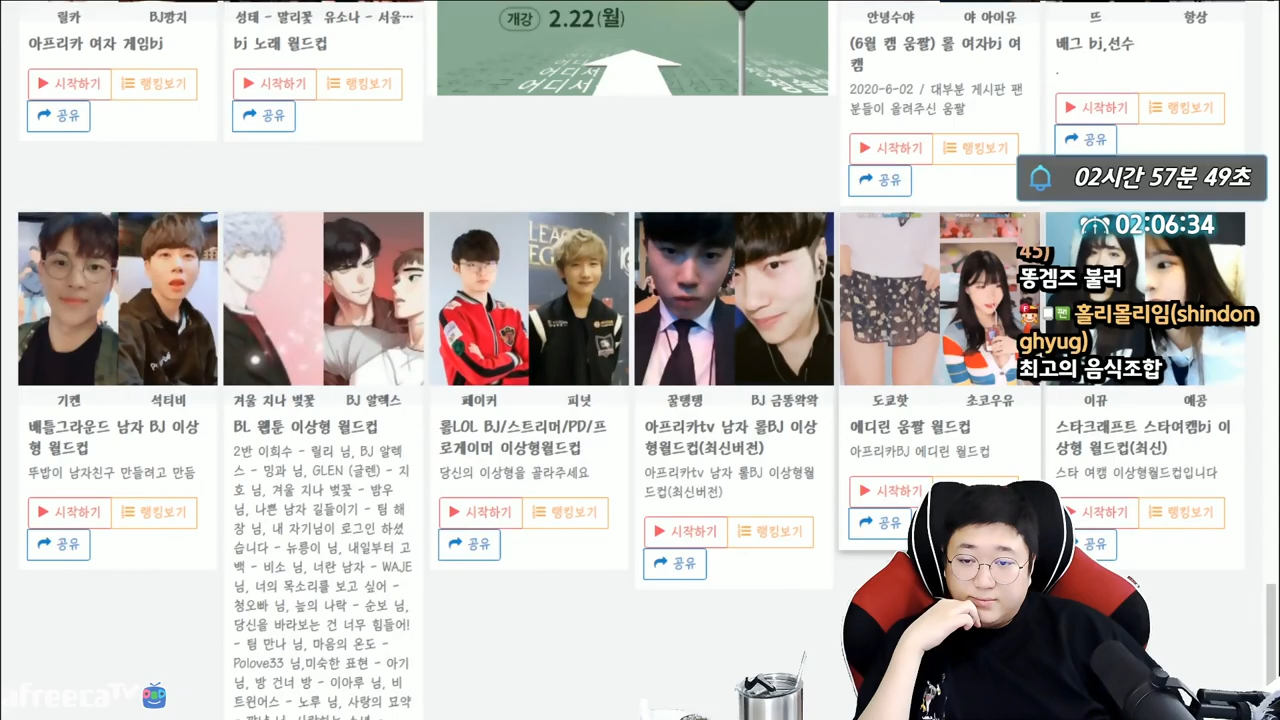 릴카 BJ깡지
아프리카 여자 게임bj
시작하기 랭킹보기
공유
성태 - 말리꽃 유소나 - 서울…
bj 노래 월드컵
시작하기 랭킹보기
공유
개강 2.22(월)
안녕수야 야 아이유
(6월 캠 움짤) 롤 여자bj 여
캠
2020-6-02 / 대부분 게시판 팬
분들이 올려주신 움짤
시작하기 랭킹보기
공유
뜨 항상
배그 bj,선수
.
시작하기 랭킹보기
공유
02시간 57분 49초
02:06:34
45)
똥겜즈 불러
홀리몰리임(shindon
ghyug)
최고의 음식조합
기켄 석티비
배틀그라운드 남자 BJ 이상
형 월드컵
뚜밥이 남자친구 만들려고 만듬
시작하기 랭킹보기
공유
겨울 지나 벚꽃 BJ 알렉스
BL 웹툰 이상형 월드컵
2반 이희수 - 릴리 님, BJ 알렉
스 - 밍과 님, GLEN (글렌) - 지
호 님, 겨울 지나 벚꽃 - 밤우
님, 나쁜 남자 길들이기 - 팀 해
장 님, 내 자기님이 로그인 하셨
습니다 - 뉴룽이 님, 내일부터 고
백 - 비소 님, 너란 남자 - WAJE
님, 너의 목소리를 보고 싶어 -
청오빠 님, 늪의 나락 - 순보 님,
당신을 바라보는 건 너무 힘들어!
- 팀 만나 님, 마음의 온도 -
Polove33 님,미숙한 표현 - 아기
님, 방 건너 방 - 이아루 님, 비
트윈어스 - 노루 님, 사랑의 묘약
페이커 피넛
롤LOL BJ/스트리머/PD/프
로게이머 이상형월드컵
당신의 이상형을 골라주세요
시작하기 랭킹보기
공유
꿀탱탱 BJ 금똥왁왁
아프리카tv 남자 롤BJ 이상
형월드컵(최신버전)
아프리카tv 남자 롤BJ 이상형월
드컵(최신버전)
시작하기 랭킹보기
공유
도쿄핫 초코우유
에디린 움짤 월드컵
아프리카BJ 에디린 월드컵
시작하기
공유
이뀨 예콩
스타크래프트 스타여캠bj 이
상형 월드컵(최신)
스타 여캠 이상형월드컵입니다
시작하기 랭킹보기
공유
afreecaTV